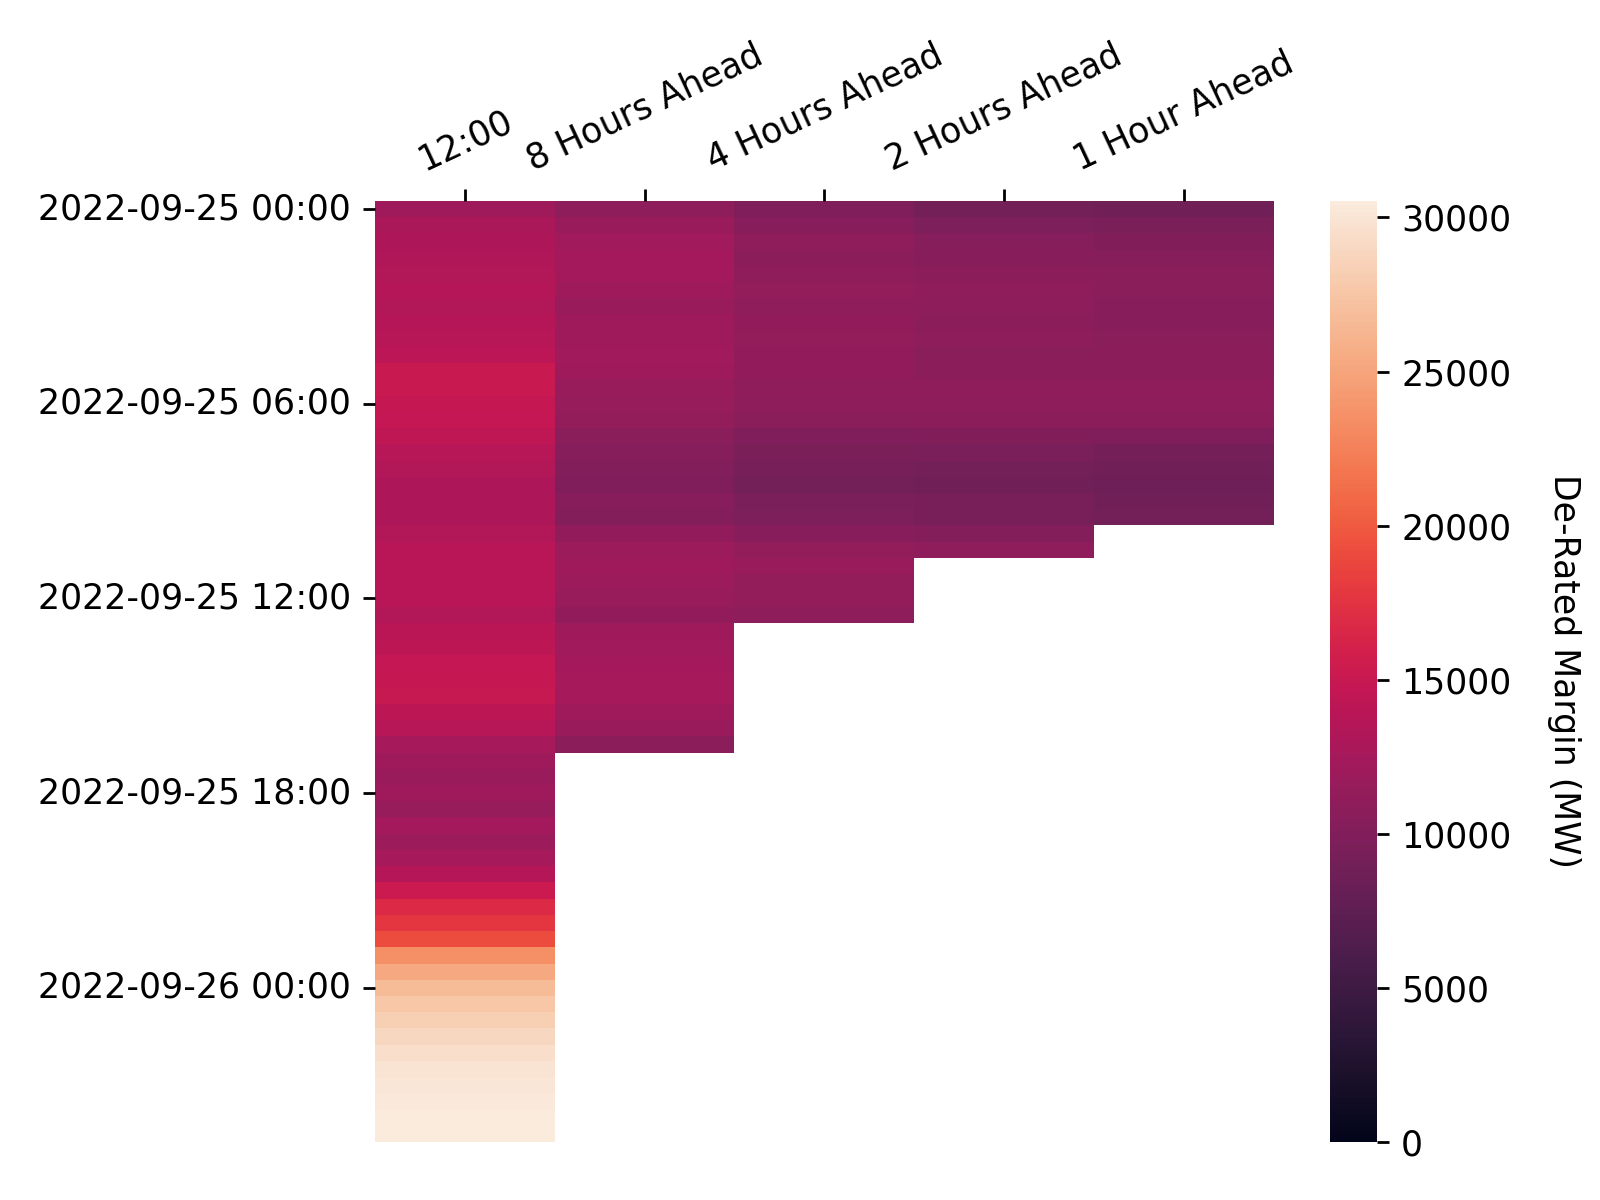 12:00
8 Hours Ahead
4 Hours Ahead
2 Hours Ahead
1 Hour Ahead
2022-09-25 00:00
2022-09-25 06:00
2022-09-25 12:00
2022-09-25 18:00
2022-09-26 00:00
30000
25000
20000
15000
10000
5000
0
De-Rated Margin (MW)